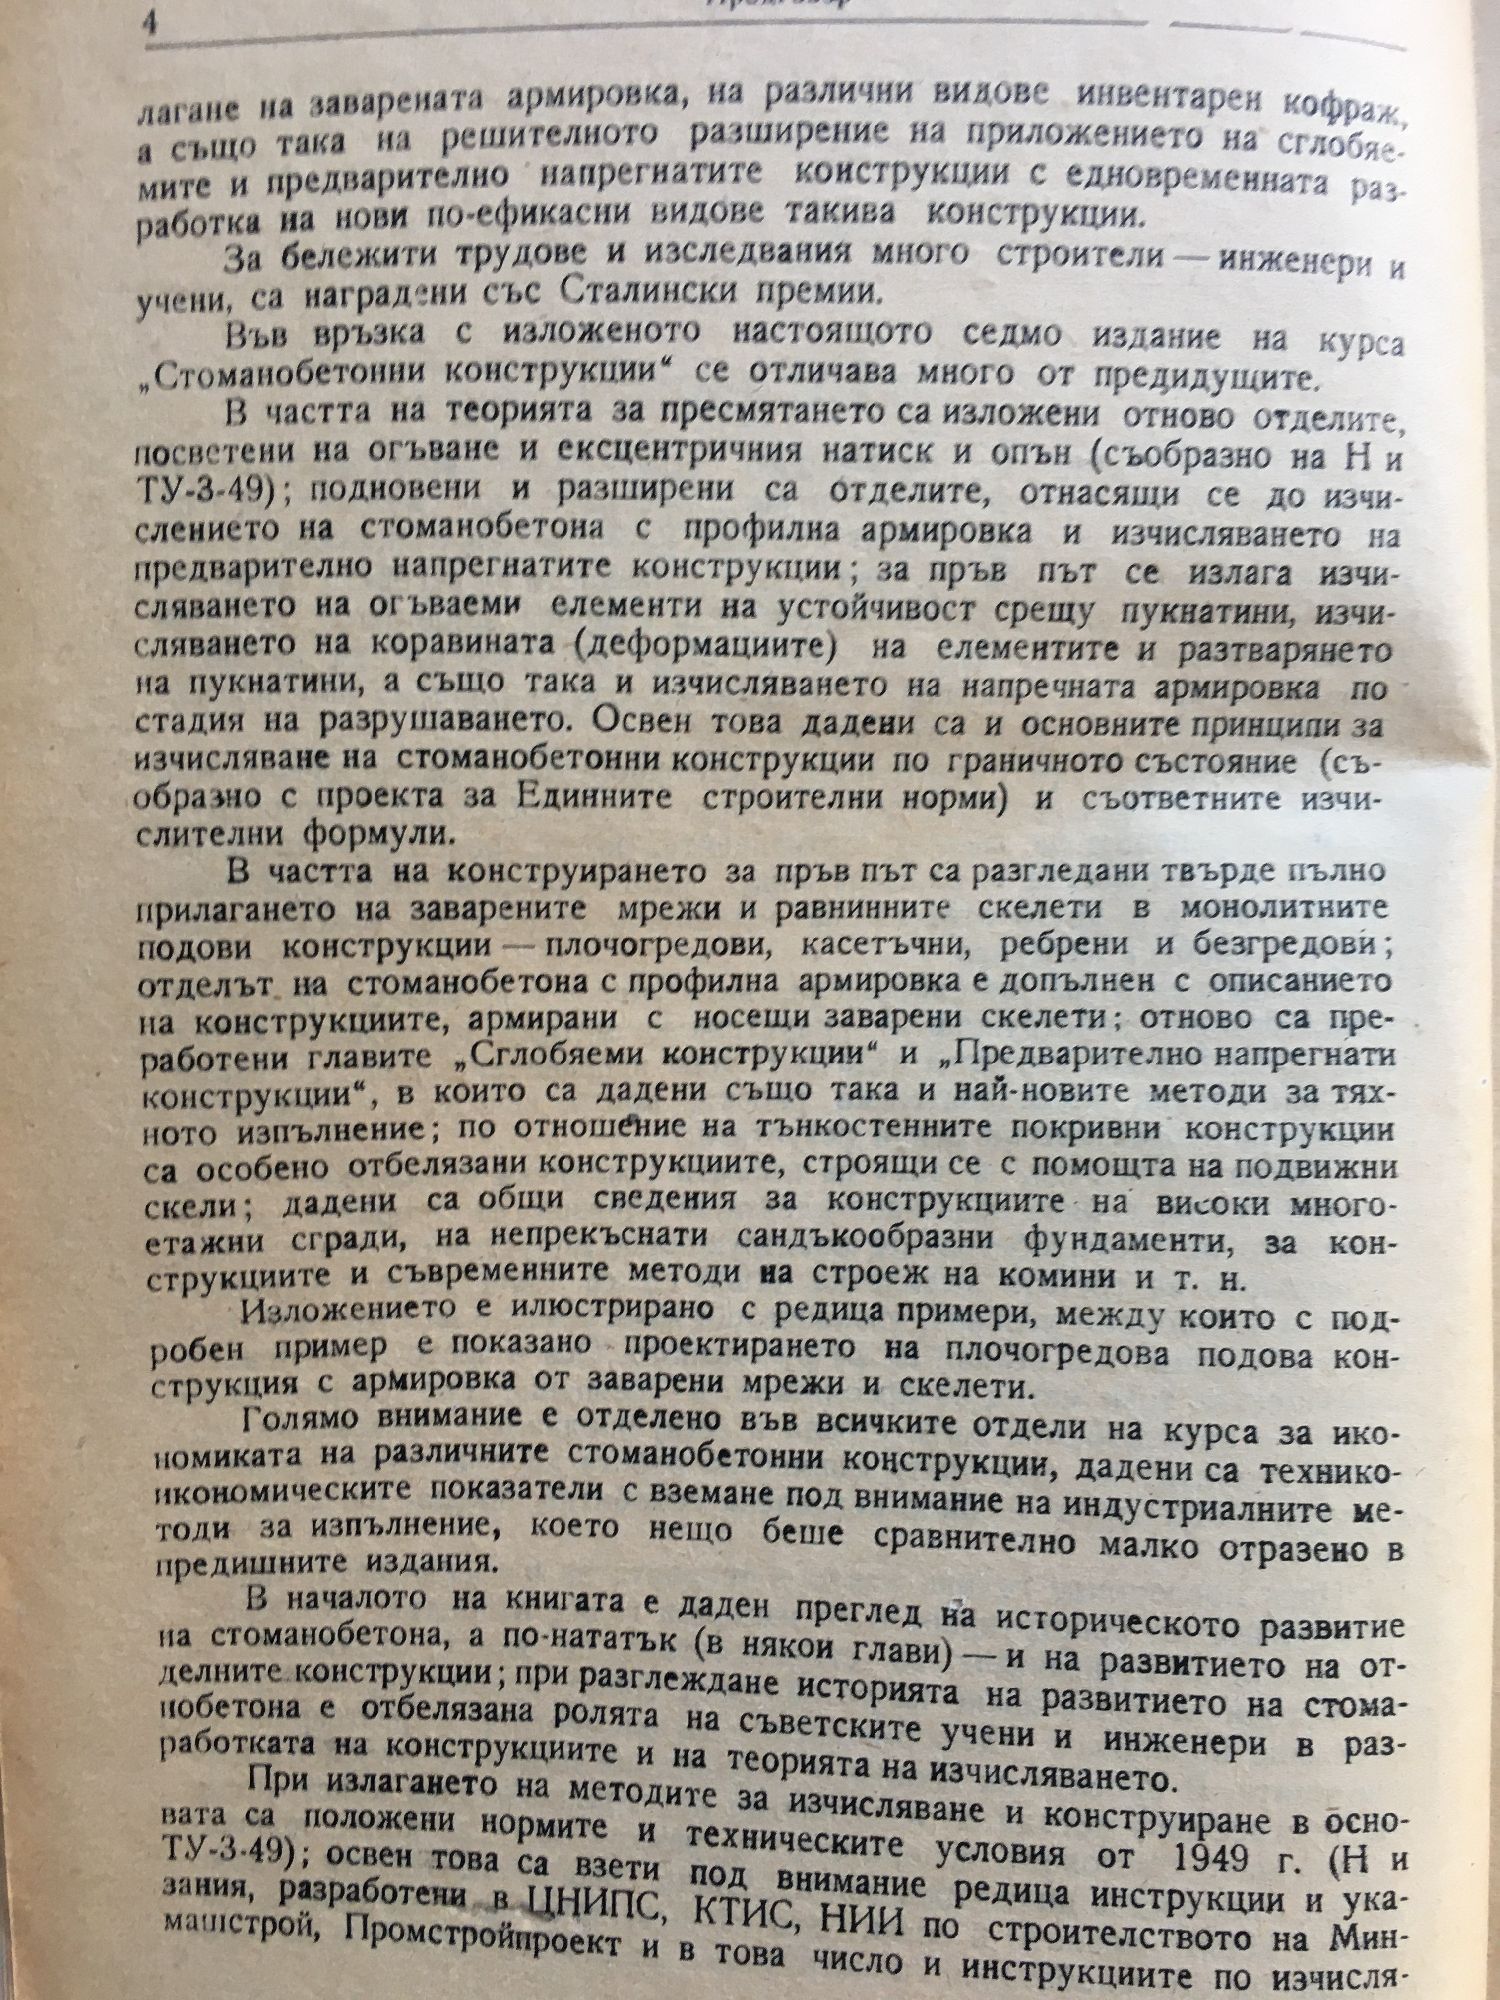 4
Предговор
лагане на заварената армировка, на различни видове инвентарен кофраж,
а също така на решителното разширение на приложението на сглобяе-
мите и предварително напрегнатите конструкции с едновременната раз-
работка на нови по-ефикасни видове такива конструкции.
За бележити трудове и изследвания много строители — инженери и
учени, са наградени със Сталински премии.
Във връзка с изложеното настоящото седмо издание на курса
„Стоманобетонни конструкции“ се отличава много от предидущите.
В частта на теорията за пресмятането са изложени отново отделите,
посветени на огъване и ексцентричния натиск и опън (съобразно на Н и
ТУ-3-49); подновени и разширени са отделите, отнасящи се до изчи-
слението на стоманобетона с профилна армировка и изчисляването на
предварително напрегнатите конструкции; за пръв път се излага изчи-
сляването на огъваеми елементи на устойчивост срещу пукнатини, изчи-
сляването на коравината (деформациите) на елементите и разтварянето
на пукнатини, а също така и изчисляването на напречната армировка по
стадия на разрушаването. Освен това дадени са и основните принципи за
изчисляване на стоманобетонни конструкции по граничното състояние (съ-
образно с проекта за Единните строителни норми) и съответните изчи-
слителни формули.
В частта на конструирането за пръв път са разгледани твърде пълно
прилагането на заварените мрежи и равнинните скелети в монолитните
подови конструкции — плочогредови, касетъчни, ребрени и безгредови;
отделът на стоманобетона с профилна армировка е допълнен с описанието
на конструкциите, армирани с носещи заварени скелети; отново са пре-
работени главите „Сглобяеми конструкции“ и „Предварително напрегнати
конструкции“, в които са дадени също така и най-новите методи за тях-
ното изпълнение; по отношение на тънкостенните покривни конструкции
са особено отбелязани конструкциите, строящи се с помощта на подвижни
скели; дадени са общи сведения за конструкциите на високи много-
етажни сгради, на непрекъснати сандъкообразни фундаменти, за кон-
струкциите и съвременните методи на строеж на комини и т. н.
Изложението е илюстрирано с редица примери, между които с под-
робен пример е показано проектирането на плочогредова подова кон-
струкция с армировка от заварени мрежи и скелети.
Голямо внимание е отделено във всичките отдели на курса за ико-
номиката на различните стоманобетонни конструкции, дадени са технико-
икономическите показатели с вземане под внимание на индустриалните ме-
тоди за изпълнение, което нещо беше сравнително малко отразено в
предишните издания.
В началото на книгата е даден преглед на историческото развитие
на стоманобетона, а по-нататък (в някои глави) — и на развитието на от-
делните конструкции; при разглеждане историята на развитието на стома-
нобетона е отбелязана ролята на съветските учени и инженери в раз-
работката на конструкциите и на теорията на изчисляването.
При излагането на методите за изчисляване и конструиране в осно-
вата са положени нормите и техническите условия от 1949 г. (Н и
ТУ-3-49); освен това са взети под внимание редица инструкции и ука-
зания, разработени в ЦНИПС, КТИС, НИИ по строителството на Мин-
машстрой, Промстройпроект и в това число и инструкциите по изчисля-